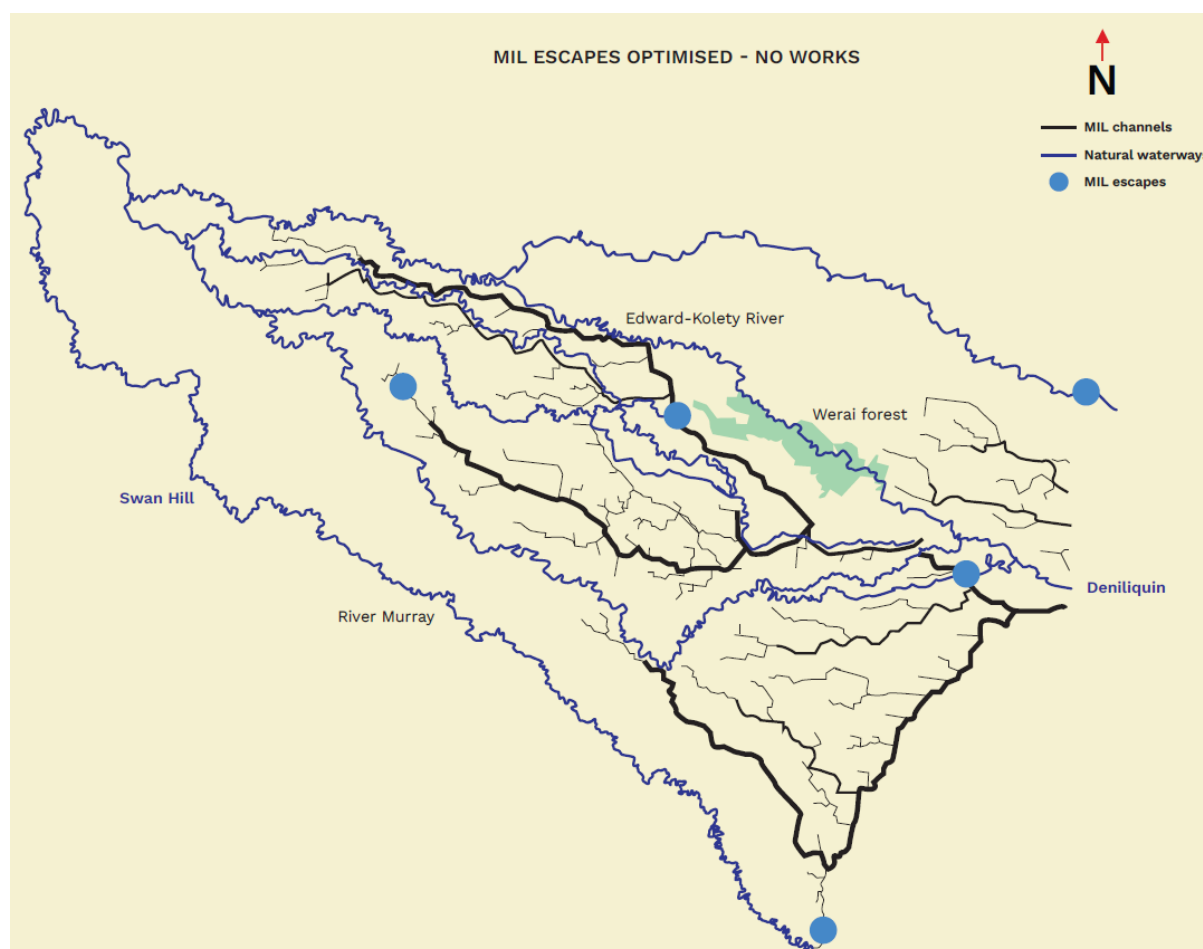 MIL ESCAPES OPTIMISED - NO WORKS
N
MIL channels
Natural waterways
MIL escapes
Edward-Kolety River
Werai forest
Swan Hill
Deniliquin
River Murray